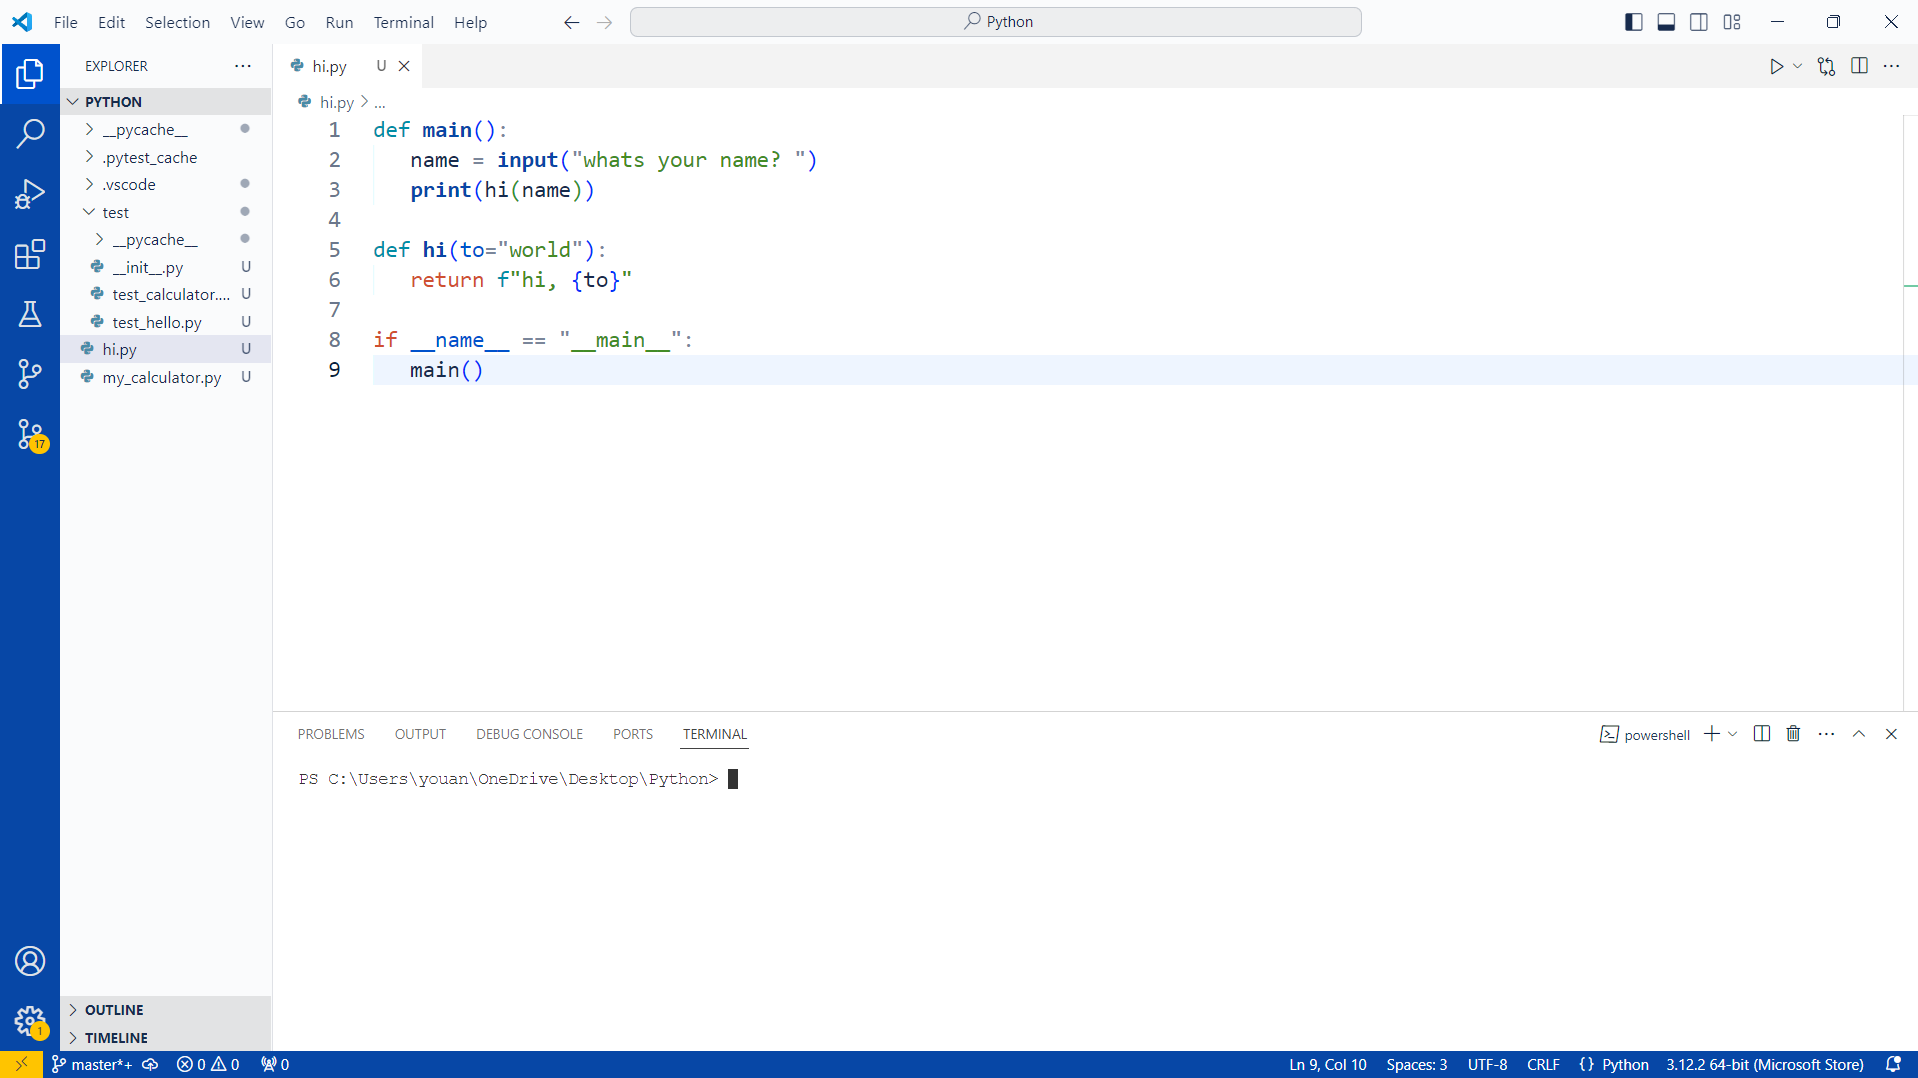 File Edit Selection View Go Run Terminal Help
Python
EXPLORER
PYTHON
__pycache__
.pytest_cache
.vscode
test
__pycache__
__init__.py U
test_calculator.... U
test_hello.py U
hi.py U
my_calculator.py U
17
1
OUTLINE
TIMELINE
hi.py U
hi.py > ...
1 def main():
2 name = input("whats your name? ")
3 print(hi(name))
4
5 def hi(to="world"):
6 return f"hi, {to}"
7
8 if __name__ == "__main__":
9 main()
PROBLEMS OUTPUT DEBUG CONSOLE PORTS TERMINAL
powershell
PS C:\Users\youan\OneDrive\Desktop\Python>
master*+ 0 0 0 Ln 9, Col 10 Spaces: 3 UTF-8 CRLF {} Python 3.12.2 64-bit (Microsoft Store)